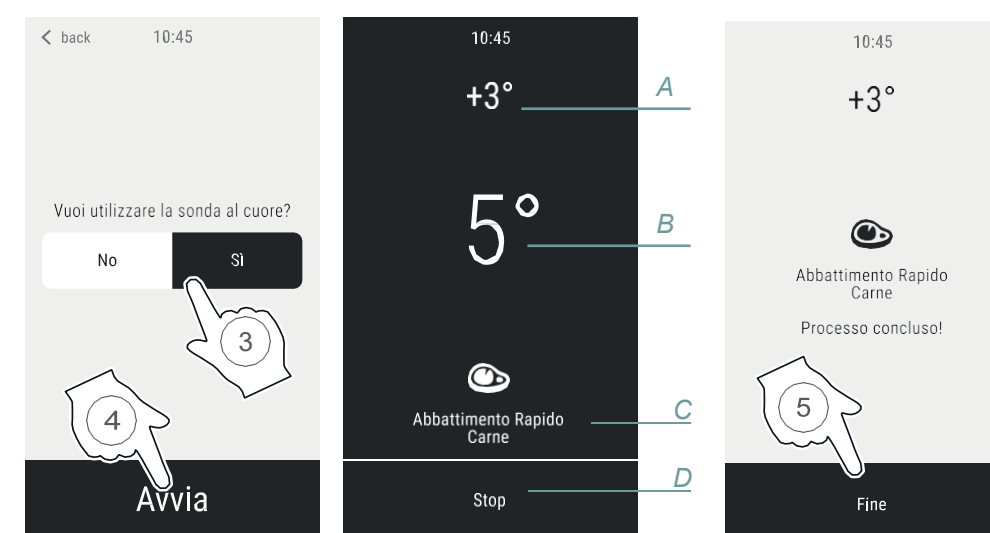 back 10:45
Vuoi utilizzare la sonda al cuore?
No Sì
3
4
Avvia
10:45
+3°
A
5°
B
Abbattimento Rapido
Carne
C
Stop
D
10:45
+3°
Abbattimento Rapido
Carne
Processo concluso!
5
Fine